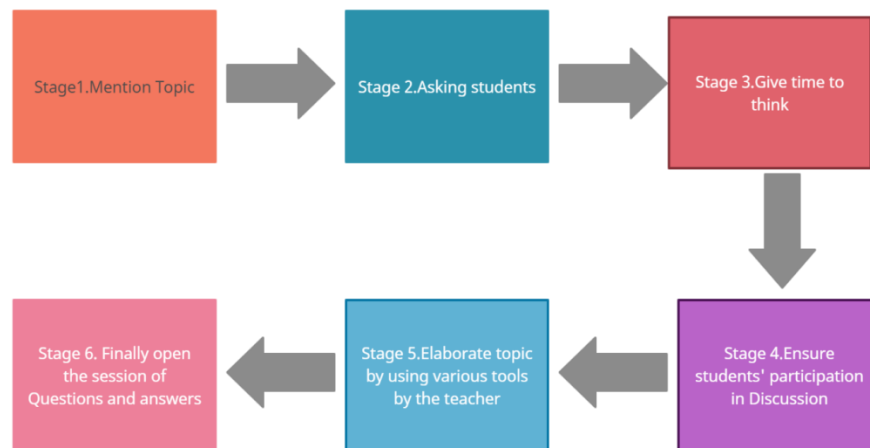 Stage1.Mention Topic
Stage 2.Asking students
Stage 3.Give time to
think
Stage 4.Ensure
students' participation
in Discussion
Stage 5.Elaborate topic
by using various tools
by the teacher
Stage 6. Finally open
the session of
Questions and answers